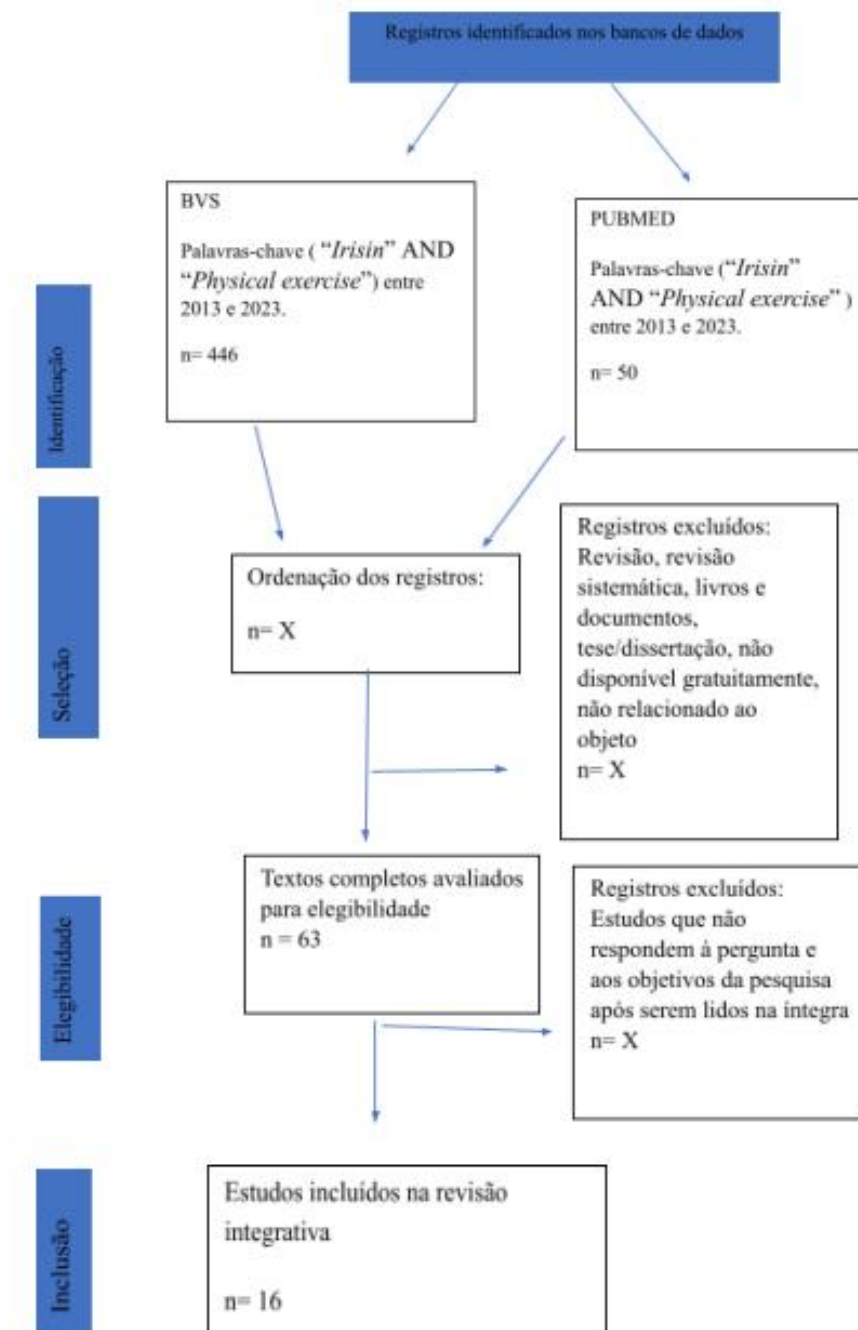 Registros identificados nos bancos de dados
BVS
Palavras-chave ( “Irisin” AND
“Physical exercise”) entre
2013 e 2023.
n= 446
PUBMED
Palavras-chave (“Irisin”
AND “Physical exercise” )
entre 2013 e 2023.
n= 50
Identificação
Seleção
Ordenação dos registros:
n= X
Registros excluídos:
Revisão, revisão
sistemática, livros e
documentos,
tese/dissertação, não
disponível gratuitamente,
não relacionado ao
objeto
n= X
Elegibilidade
Textos completos avaliados
para elegibilidade
n = 63
Registros excluídos:
Estudos que não
respondem à pergunta e
aos objetivos da pesquisa
após serem lidos na íntegra
n= X
Inclusão
Estudos incluídos na revisão
integrativa
n= 16